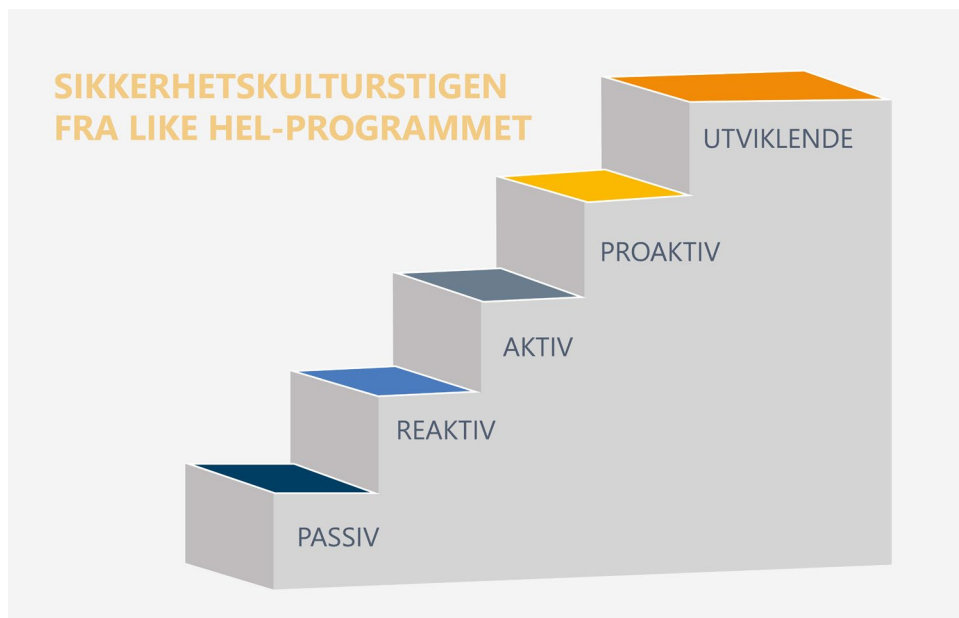 SIKKERHETSKULTURSTIGEN
FRA LIKE HEL-PROGRAMMET
UTVIKLENDE
PROAKTIV
AKTIV
REAKTIV
PASSIV